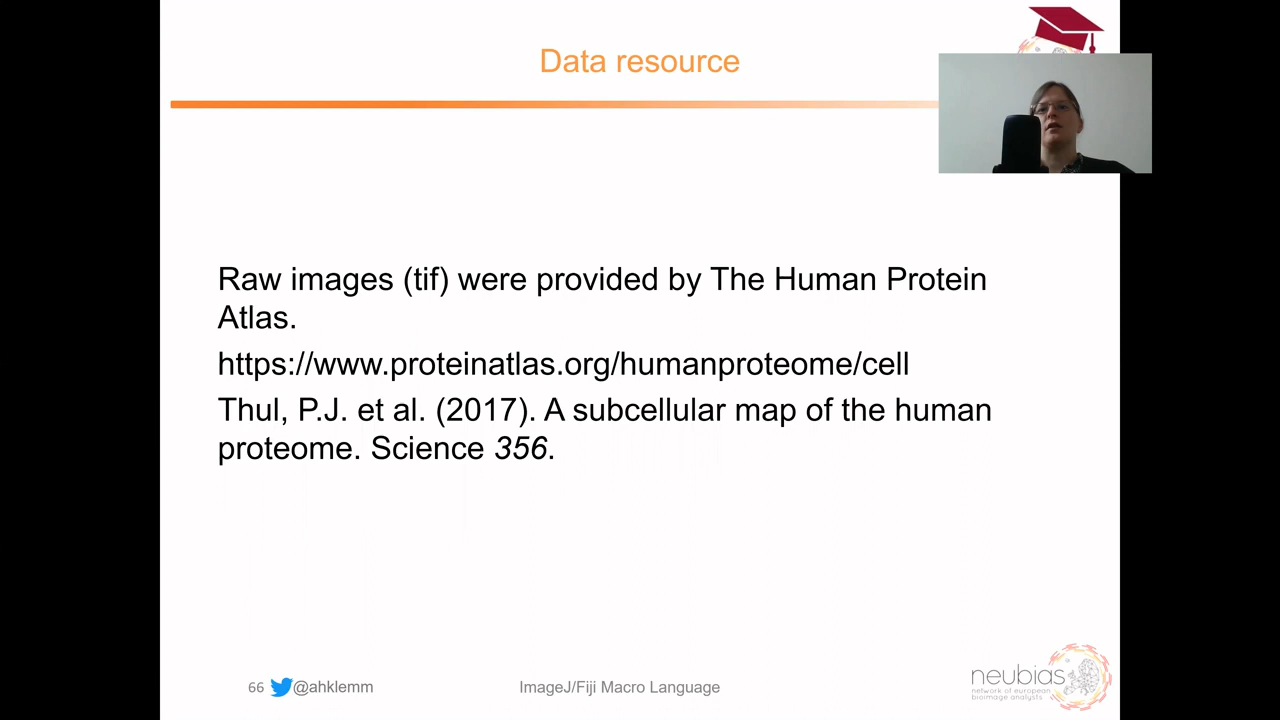 Data resource
Raw images (tif) were provided by The Human Protein
Atlas.
https://www.proteinatlas.org/humanproteome/cell
Thul, P.J. et al. (2017). A subcellular map of the human
proteome. Science 356.
66 @ahklemm
ImageJ/Fiji Macro Language
neubias
network of european
bioimage analysts